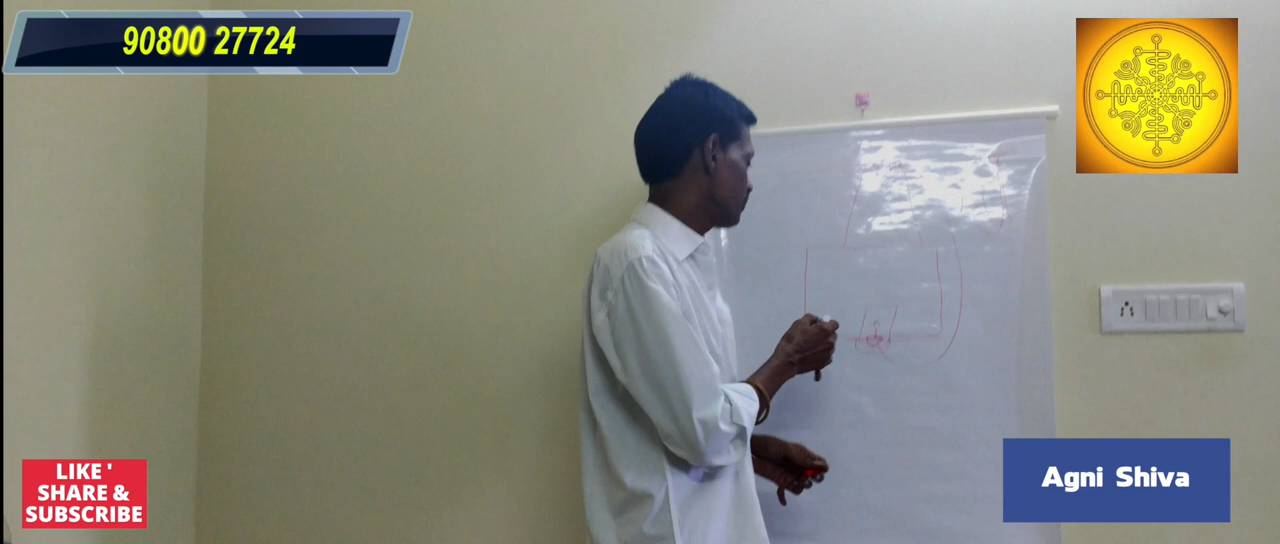 90800 27724
LIKE '
SHARE &
SUBSCRIBE
Agni Shiva